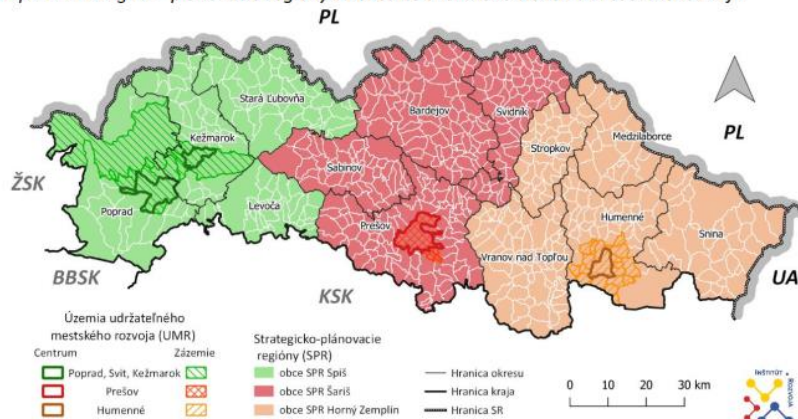 PL
Stará Ľubovňa
Bardejov
Svidník
Kežmarok
Medzilaborce
PL
Stropkov
Sabinov
ŽSK
Levoča
Poprad
Prešov
Humenné
Snina
Vranov nad Topľou
BBSK
KSK
UA
Územia udržateľného
mestského rozvoja (UMR)
Centrum
Zázemie
Poprad, Svit, Kežmarok
Prešov
Humenné
Strategicko-plánovacie
regióny (SPR)
obce SPR Spiš
obce SPR Šariš
obce SPR Horný Zemplín
Hranica okresu
Hranica kraja
Hranica SR
0 10 20 30 km
INŠTITÚT
ROZVOJA